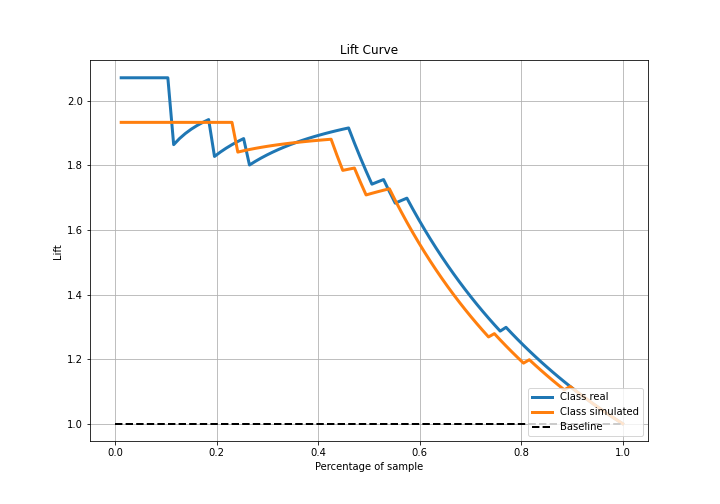 Lift Curve
Lift
2.0
1.8
1.6
1.4
1.2
1.0
0.0 0.2 0.4 0.6 0.8 1.0
Percentage of sample
Class real
Class simulated
Baseline